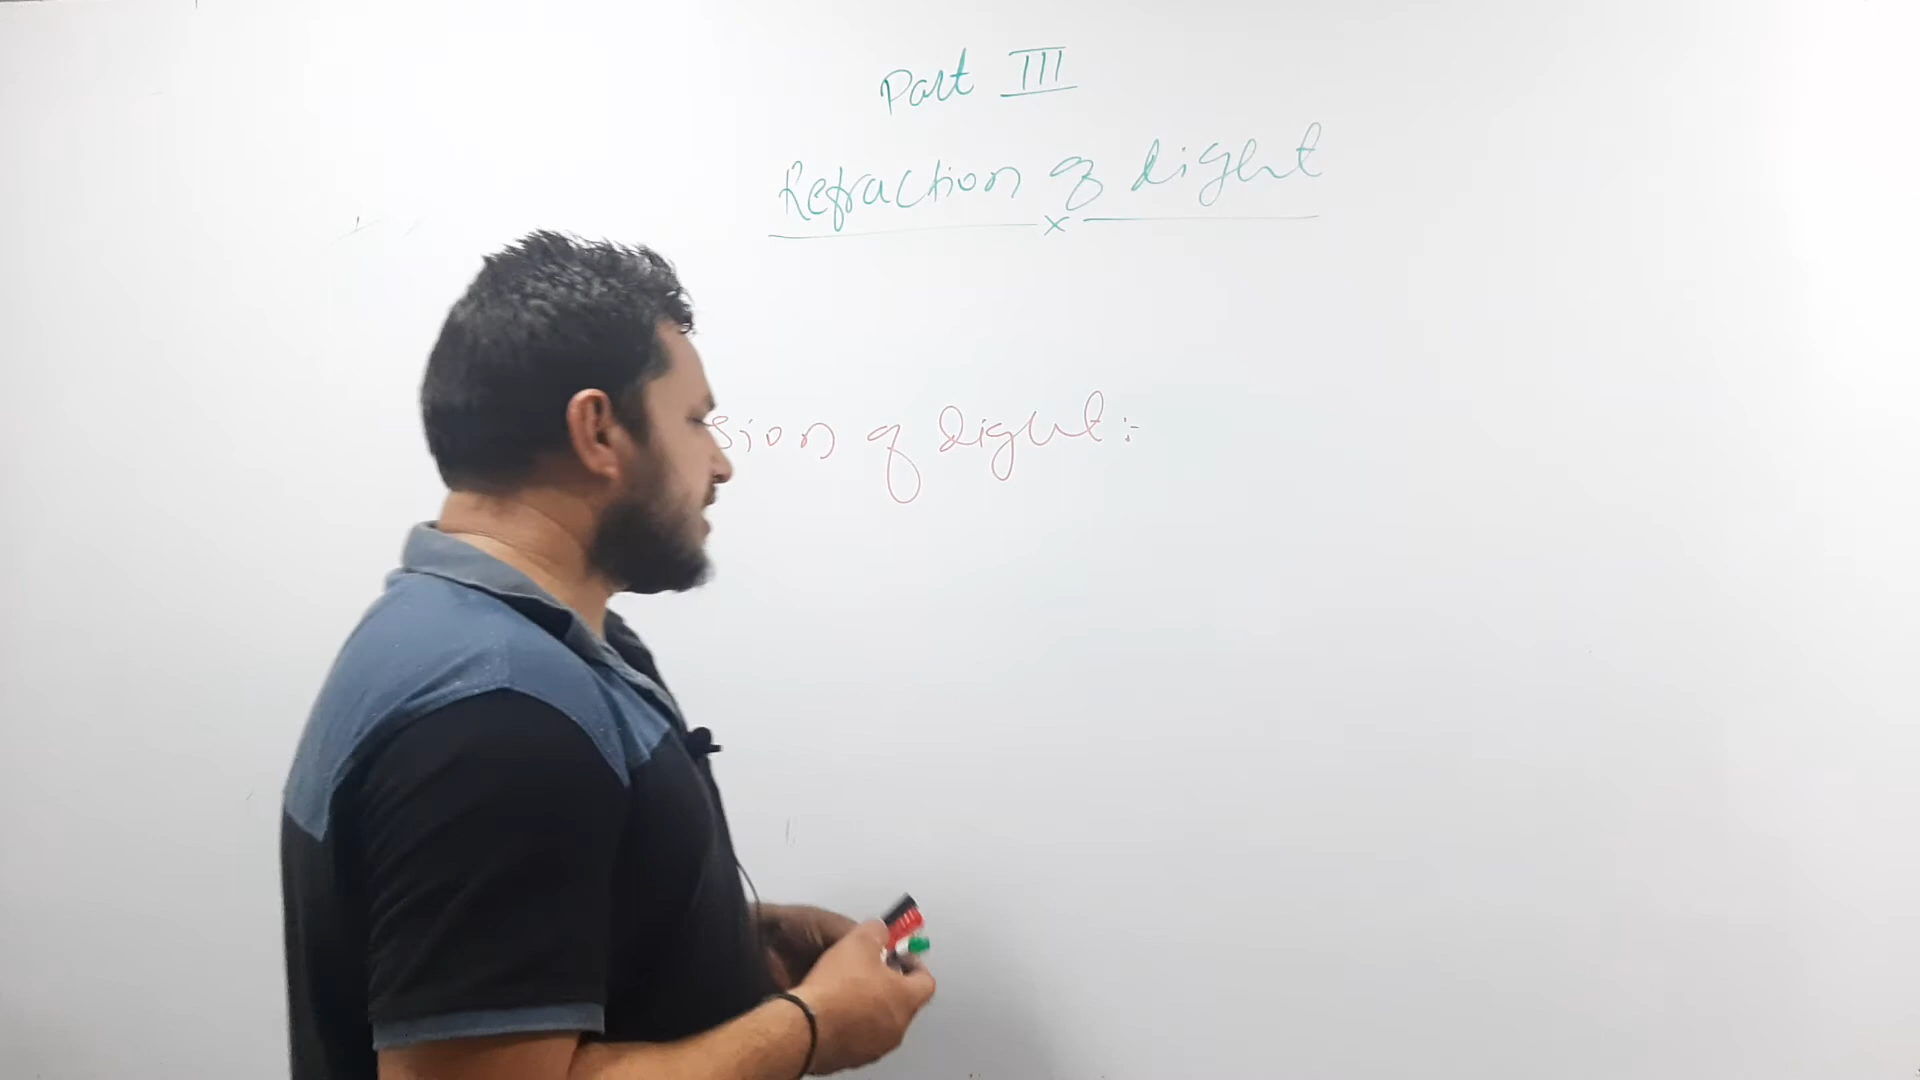 Part III
Refraction of Light
sion of Light :-